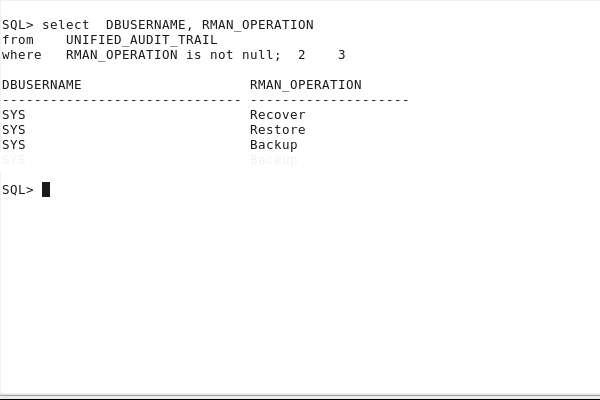 SQL> select  DBUSERNAME, RMAN_OPERATION
from    UNIFIED_AUDIT_TRAIL
where   RMAN_OPERATION is not null;  2    3
DBUSERNAME                     RMAN_OPERATION
------------------------------ --------------------
SYS                            Recover
SYS                            Restore
SYS                            Backup
SYS                            Backup
SQL>